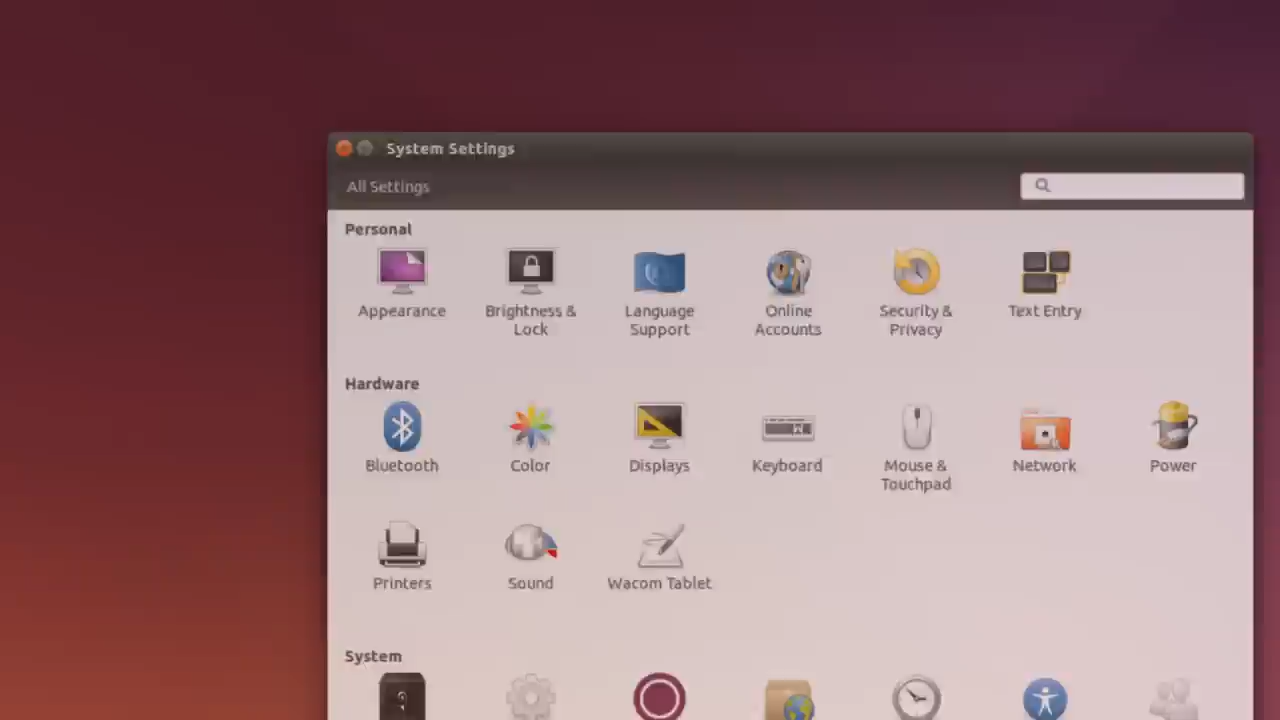 System Settings
All Settings
Personal
Appearance
Brightness &
Lock
Language
Support
Online
Accounts
Security &
Privacy
Text Entry
Hardware
Bluetooth
Color
Displays
Keyboard
Mouse &
Touchpad
Network
Power
Printers
Sound
Wacom Tablet
System